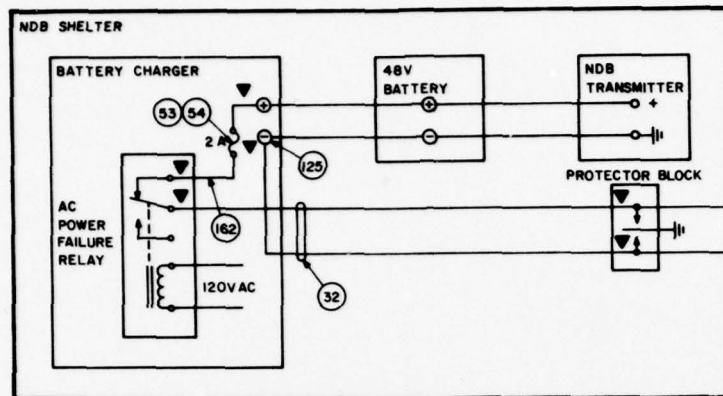 NDB SHELTER
BATTERY CHARGER
53 54
2 A
+
−
125
162
AC
POWER
FAILURE
RELAY
120VAC
32
48V
BATTERY
+
−
NDB
TRANSMITTER
+
PROTECTOR BLOCK